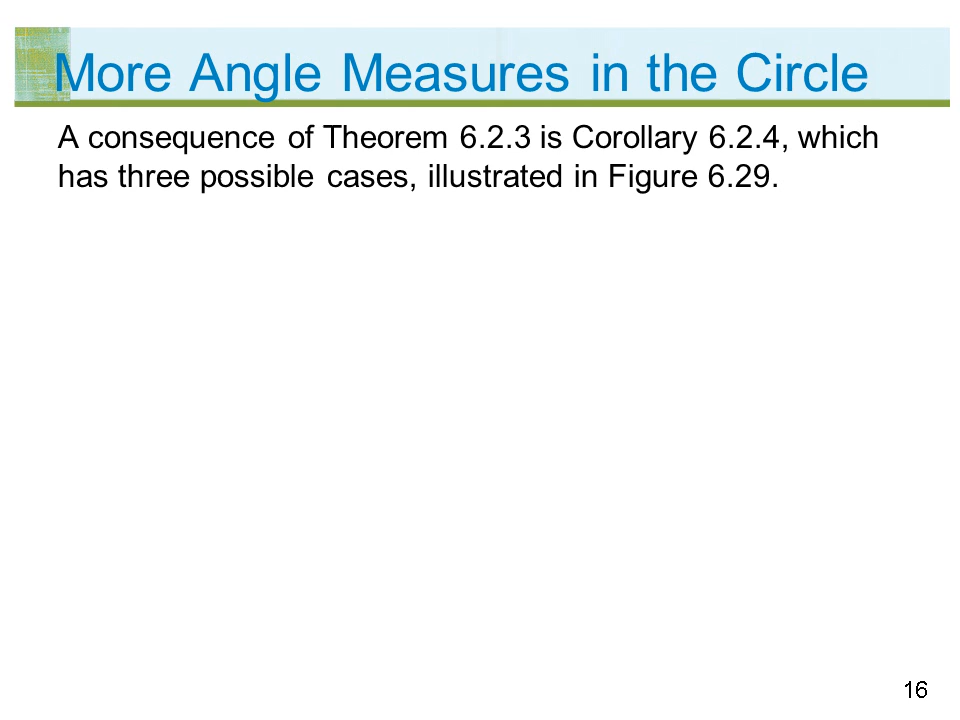 More Angle Measures in the Circle
A consequence of Theorem 6.2.3 is Corollary 6.2.4, which
has three possible cases, illustrated in Figure 6.29.
16